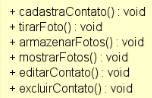 + cadastraContato() : void
+ tirarFoto() : void
+ armazenarFotos() : void
+ mostrarFotos() : void
+ editarContato() : void
+ excluirContato() : void